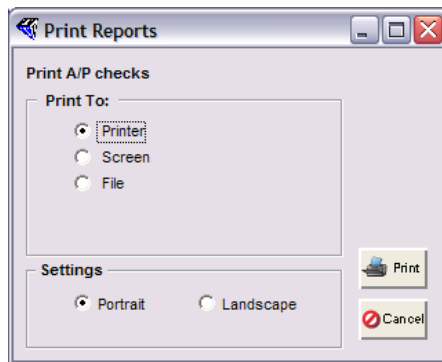 Print Reports
Print A/P checks
Print To:
Printer
Screen
File
Settings
Portrait Landscape
Print
Cancel